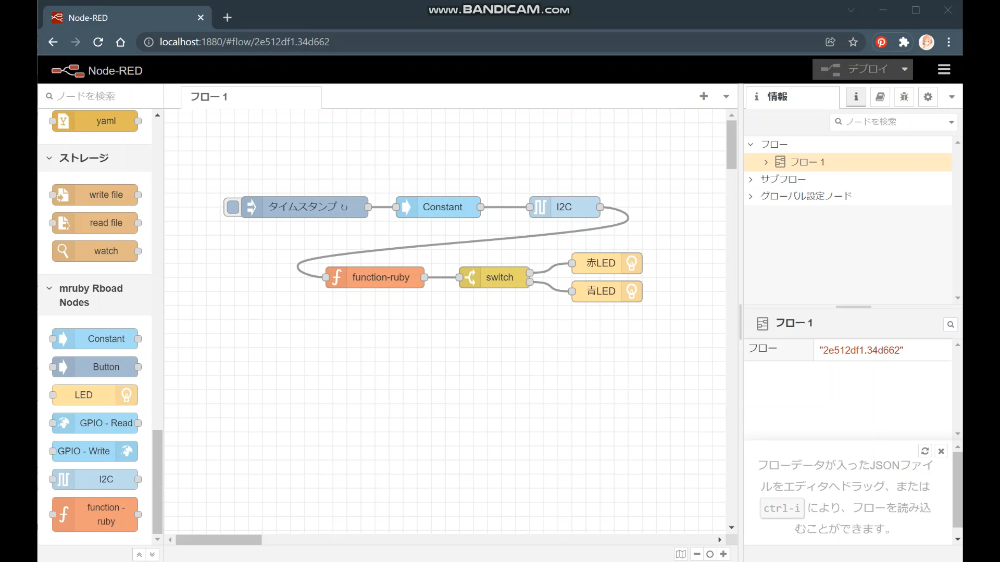 www.BANDICAM.com
Node-RED
localhost:1880/#flow/2e512df1.34d662
Node-RED
デプロイ
ノードを検索
yaml
ストレージ
write file
read file
watch
mruby Rboad
Nodes
Constant
Button
LED
GPIO - Read
GPIO - Write
I2C
function -
ruby
フロー 1
タイムスタンプ ↻
Constant
I2C
function-ruby
switch
赤LED
青LED
情報
ノードを検索
フロー
フロー 1
サブフロー
グローバル設定ノード
フロー 1
フロー
"2e512df1.34d662"
フローデータが入ったJSONファイ
ルをエディタへドラッグ、または
ctrl-i により、フローを読み込
むことができます。